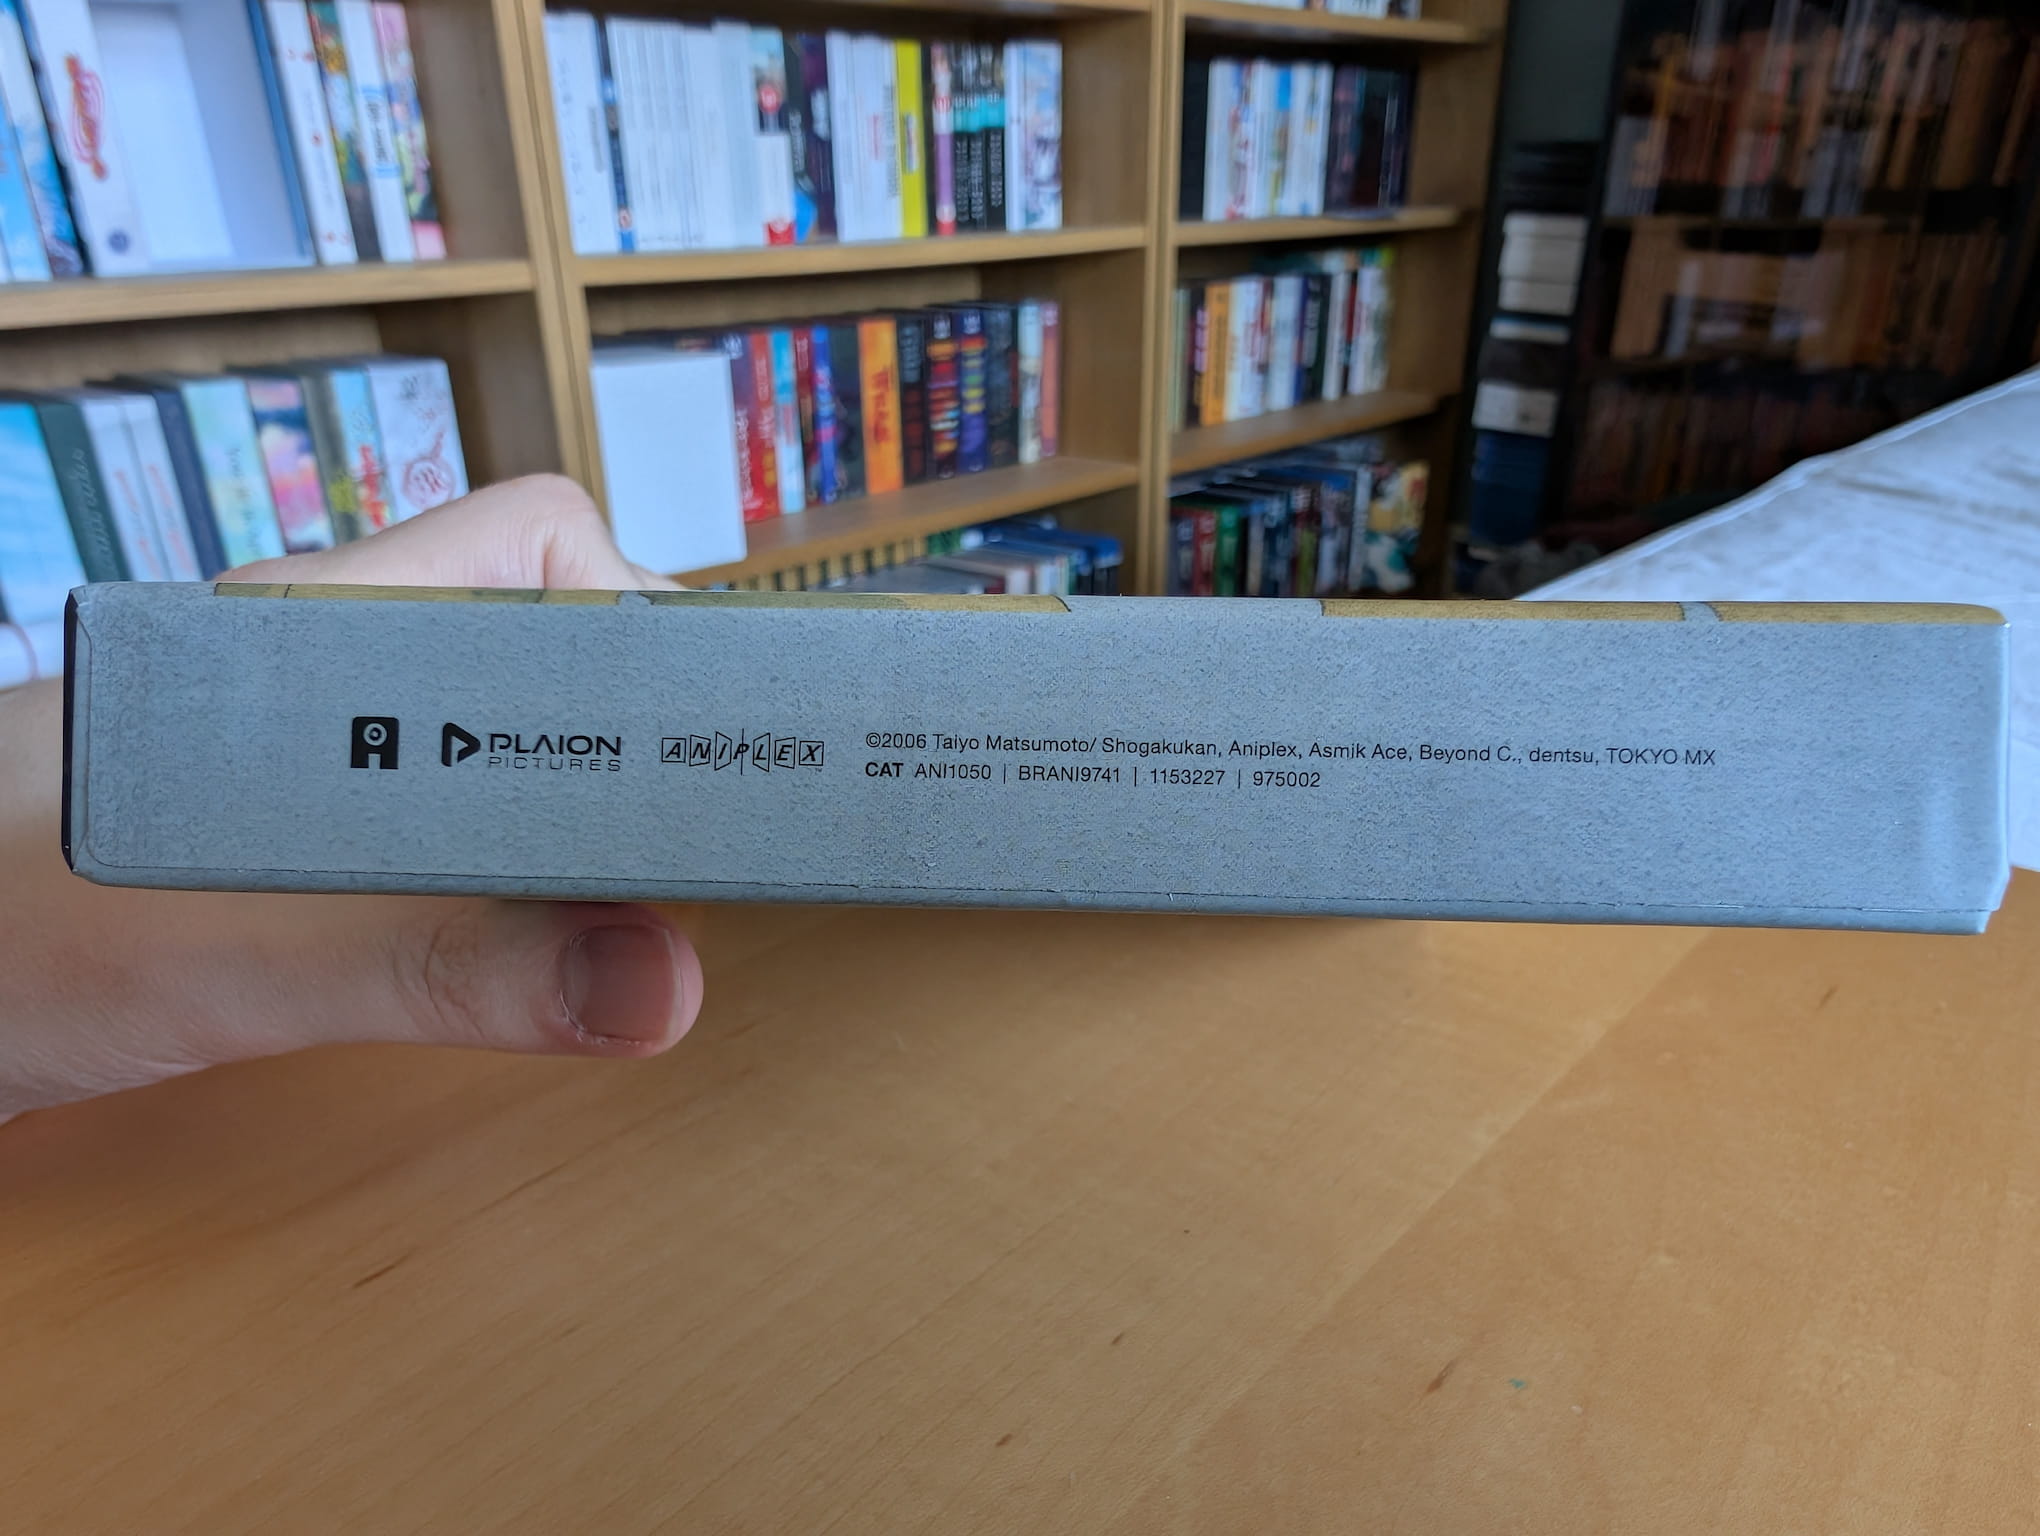 PLAION
PICTURES
ANIPLEX
©2006 Taiyo Matsumoto/ Shogakukan, Aniplex, Asmik Ace, Beyond C., dentsu, TOKYO MX
CAT ANI1050 | BRANI9741 | 1153227 | 975002